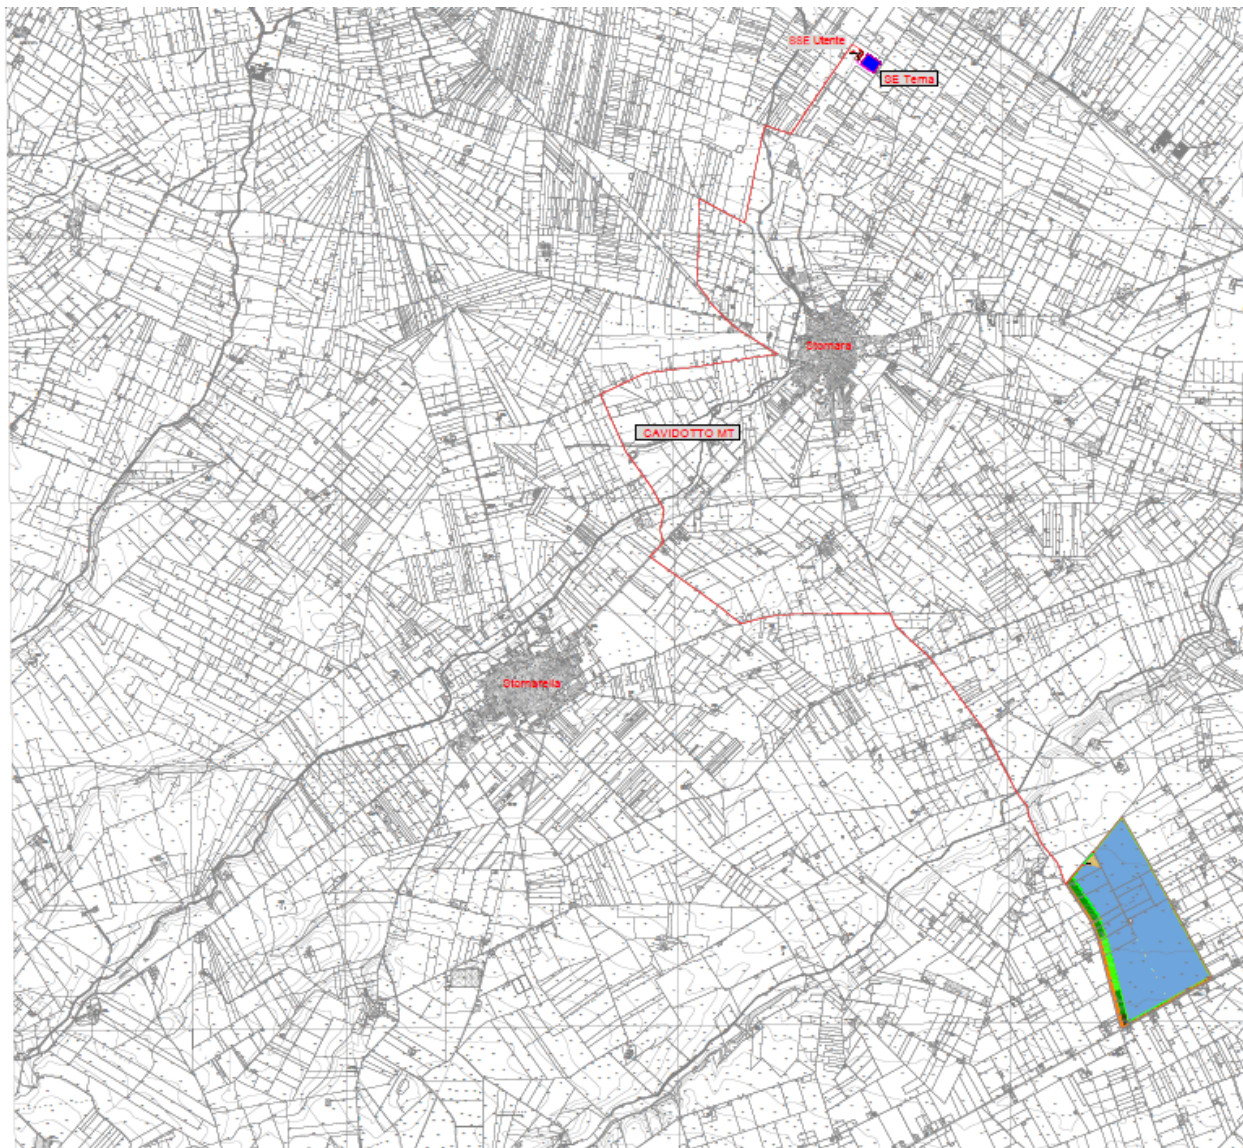 SSE Utente
SE Terna
Stornara
CAVIDOTTO MT
Stornarella